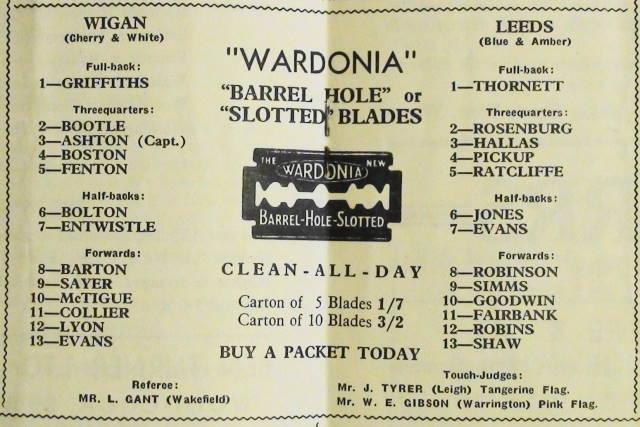 WIGAN
(Cherry & White)
Full-back:
1—GRIFFITHS
Threequarters:
2—BOOTLE
3—ASHTON (Capt.)
4—BOSTON
5—FENTON
Half-backs:
6—BOLTON
7—ENTWISTLE
Forwards:
8—BARTON
9—SAYER
10—McTIGUE
11—COLLIER
12—LYON
13—EVANS
Referee:
MR. L. GANT (Wakefield)
"WARDONIA"
"BARREL HOLE" or
"SLOTTED" BLADES
THE WARDONIA NEW
BARREL-HOLE-SLOTTED
CLEAN-ALL-DAY
Carton of 5 Blades 1/7
Carton of 10 Blades 3/2
BUY A PACKET TODAY
LEEDS
(Blue & Amber)
Full-back:
1—THORNETT
Threequarters:
2—ROSENBURG
3—HALLAS
4—PICKUP
5—RATCLIFFE
Half-backs:
6—JONES
7—EVANS
Forwards:
8—ROBINSON
9—SIMMS
10—GOODWIN
11—FAIRBANK
12—ROBINS
13—SHAW
Touch-Judges:
Mr. J. TYRER (Leigh) Tangerine Flag.
Mr. W. E. GIBSON (Warrington) Pink Flag.